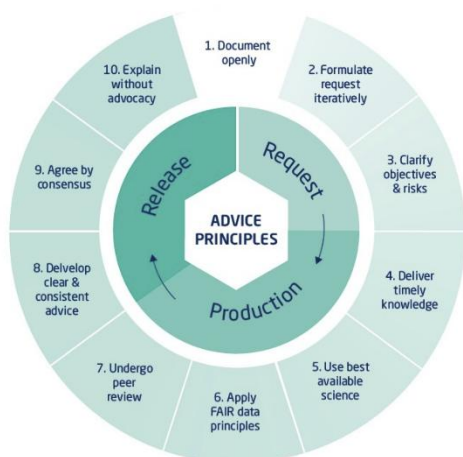 1. Document
openly
2. Formulate
request
iteratively
3. Clarify
objectives
& risks
4. Deliver
timely
knowledge
5. Use best
available
science
6. Apply
FAIR data
principles
7. Undergo
peer
review
8. Delvelop
clear &
consistent
advice
9. Agree by
consensus
10. Explain
without
advocacy
Request
Production
Release
ADVICE
PRINCIPLES